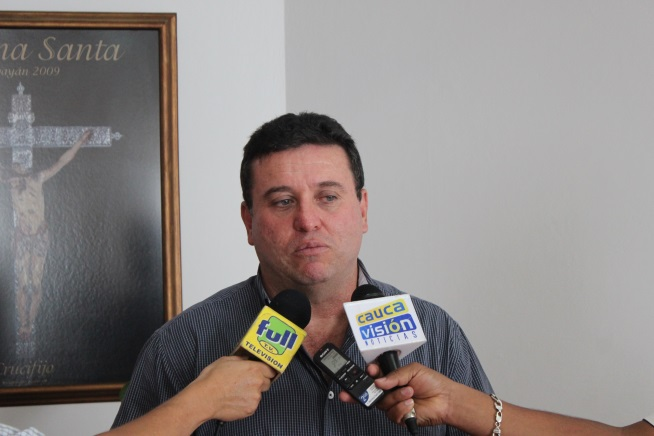 na Santa
ayán 2009
Crucifijo
full
T.V.
TELEVISION
cauca
visión
NOTICIAS